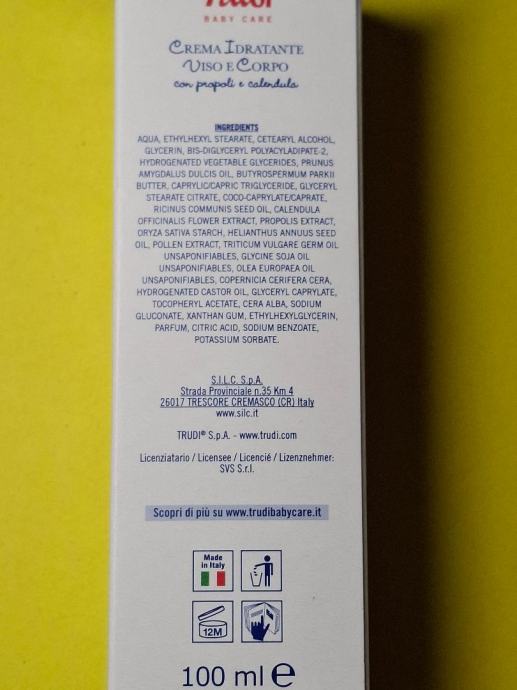 BABY CARE
CREMA IDRATANTE
VISO E CORPO
con propoli e calendula
INGREDIENTS
AQUA, ETHYLHEXYL STEARATE, CETEARYL ALCOHOL,
GLYCERIN, BIS-DIGLYCERYL POLYACYLADIPATE-2,
HYDROGENATED VEGETABLE GLYCERIDES, PRUNUS
AMYGDALUS DULCIS OIL, BUTYROSPERMUM PARKII
BUTTER, CAPRYLIC/CAPRIC TRIGLYCERIDE, GLYCERYL
STEARATE CITRATE, COCO-CAPRYLATE/CAPRATE,
RICINUS COMMUNIS SEED OIL, CALENDULA
OFFICINALIS FLOWER EXTRACT, PROPOLIS EXTRACT,
ORYZA SATIVA STARCH, HELIANTHUS ANNUUS SEED
OIL, POLLEN EXTRACT, TRITICUM VULGARE GERM OIL
UNSAPONIFIABLES, GLYCINE SOJA OIL
UNSAPONIFIABLES, OLEA EUROPAEA OIL
UNSAPONIFIABLES, COPERNICIA CERIFERA CERA,
HYDROGENATED CASTOR OIL, GLYCERYL CAPRYLATE,
TOCOPHERYL ACETATE, CERA ALBA, SODIUM
GLUCONATE, XANTHAN GUM, ETHYLHEXYLGLYCERIN,
PARFUM, CITRIC ACID, SODIUM BENZOATE,
POTASSIUM SORBATE.
S.I.L.C. S.p.A.
Strada Provinciale n.35 Km 4
26017 TRESCORE CREMASCO (CR) Italy
www.silc.it
TRUDI® S.p.A. - www.trudi.com
Licenziatario / Licensee / Licencié / Lizenznehmer:
SVS S.r.l.
Scopri di più su www.trudibabycare.it
Made
in Italy
12M
100 ml e